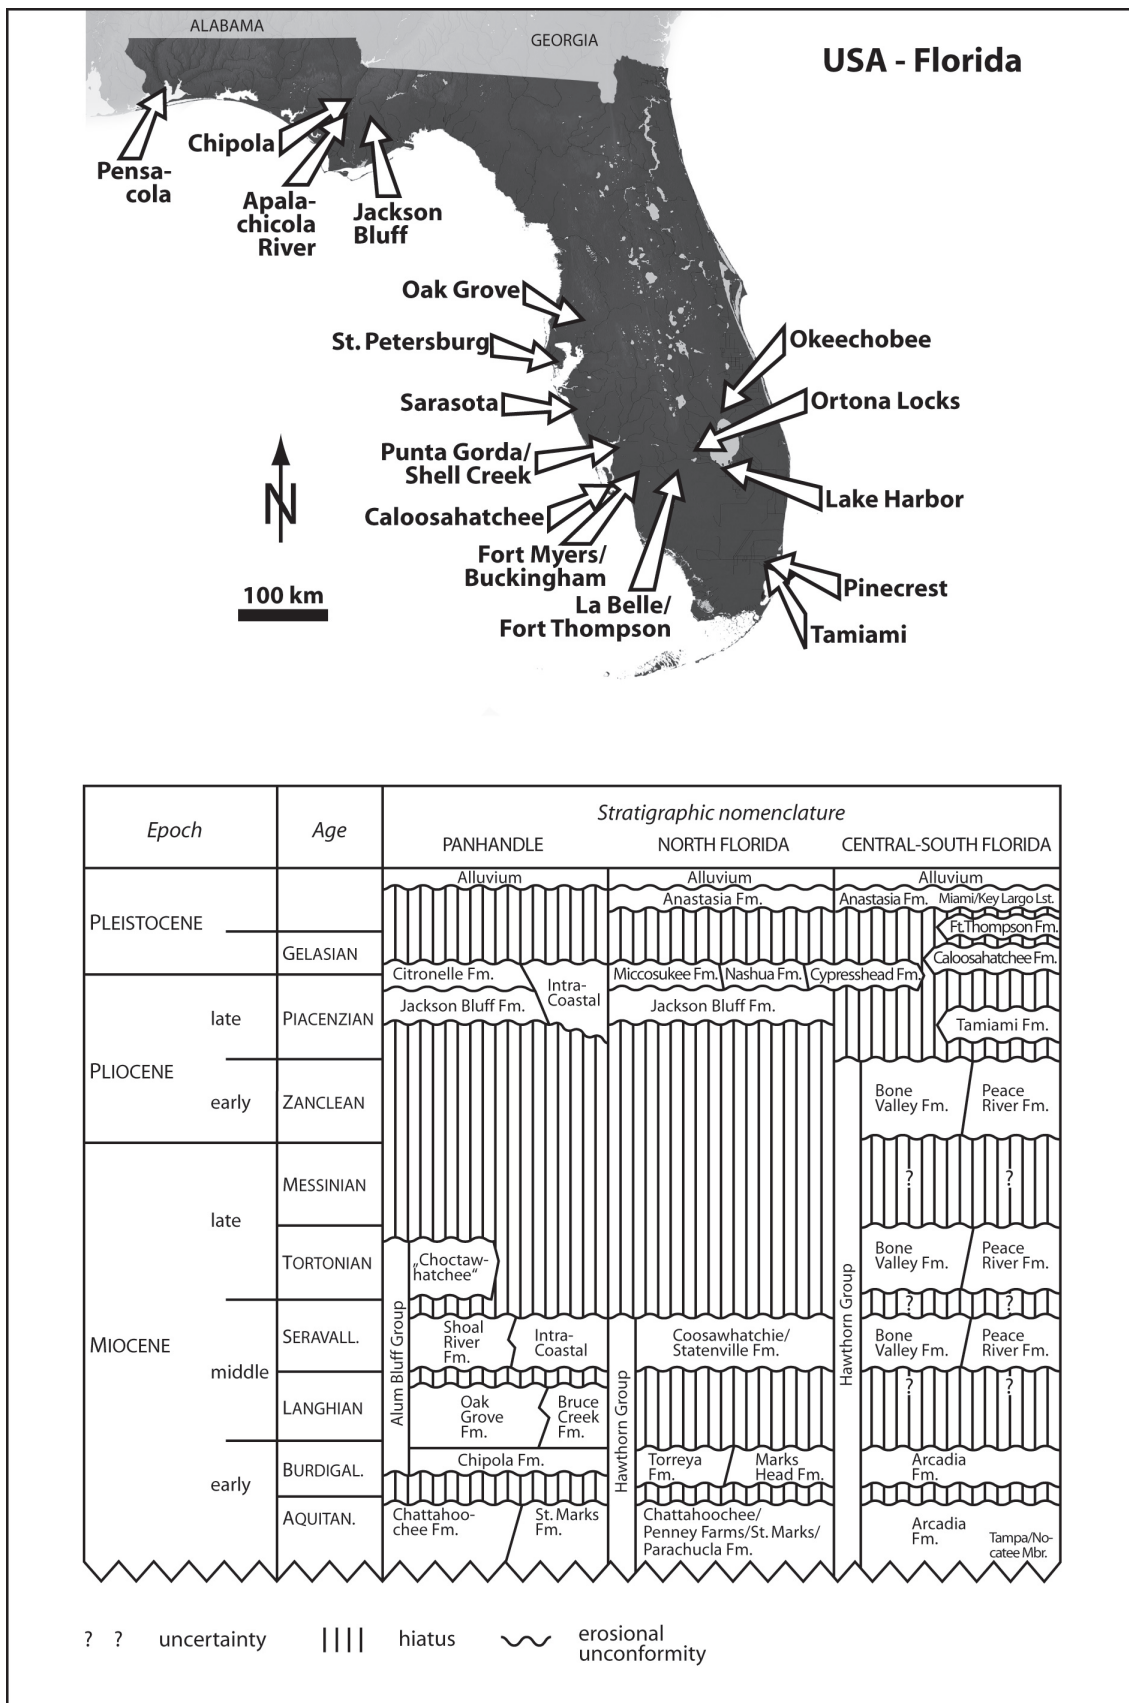 ALABAMA
GEORGIA
USA - Florida
Pensa-
cola
Chipola
Apala-
chicola
River
Jackson
Bluff
Oak Grove
St. Petersburg
Sarasota
Punta Gorda/
Shell Creek
Caloosahatchee
Fort Myers/
Buckingham
La Belle/
Fort Thompson
Okeechobee
Ortona Locks
Lake Harbor
Pinecrest
Tamiami
N
100 km
Epoch
Age
Stratigraphic nomenclature
PANHANDLE
NORTH FLORIDA
CENTRAL-SOUTH FLORIDA
Alluvium
Alluvium
Alluvium
Anastasia Fm.
Anastasia Fm.
Miami/Key Largo Lst.
PLEISTOCENE
Ft.Thompson Fm.
GELASIAN
Caloosahatchee Fm.
Citronelle Fm.
Intra-
Coastal
Miccosukee Fm.
Nashua Fm.
Cypresshead Fm.
late
PIACENZIAN
Jackson Bluff Fm.
Jackson Bluff Fm.
Tamiami Fm.
PLIOCENE
early
ZANCLEAN
Bone
Valley Fm.
Peace
River Fm.
MESSINIAN
? ?
late
TORTONIAN
„Choctaw-
hatchee“
Bone
Valley Fm.
Peace
River Fm.
? ?
MIOCENE
SERAVALL.
Alum Bluff Group
Shoal
River
Fm.
Intra-
Coastal
Hawthorn Group
Coosawhatchie/
Statenville Fm.
Hawthorn Group
Bone
Valley Fm.
Peace
River Fm.
middle
? ?
LANGHIAN
Oak
Grove
Fm.
Bruce
Creek
Fm.
early
BURDIGAL.
Chipola Fm.
Torreya
Fm.
Marks
Head Fm.
Arcadia
Fm.
AQUITAN.
Chattahoo-
chee Fm.
St. Marks
Fm.
Chattahoochee/
Penney Farms/St. Marks/
Parachucla Fm.
Arcadia
Fm.
Tampa/No-
catee Mbr.
? ? uncertainty
hiatus
erosional
unconformity